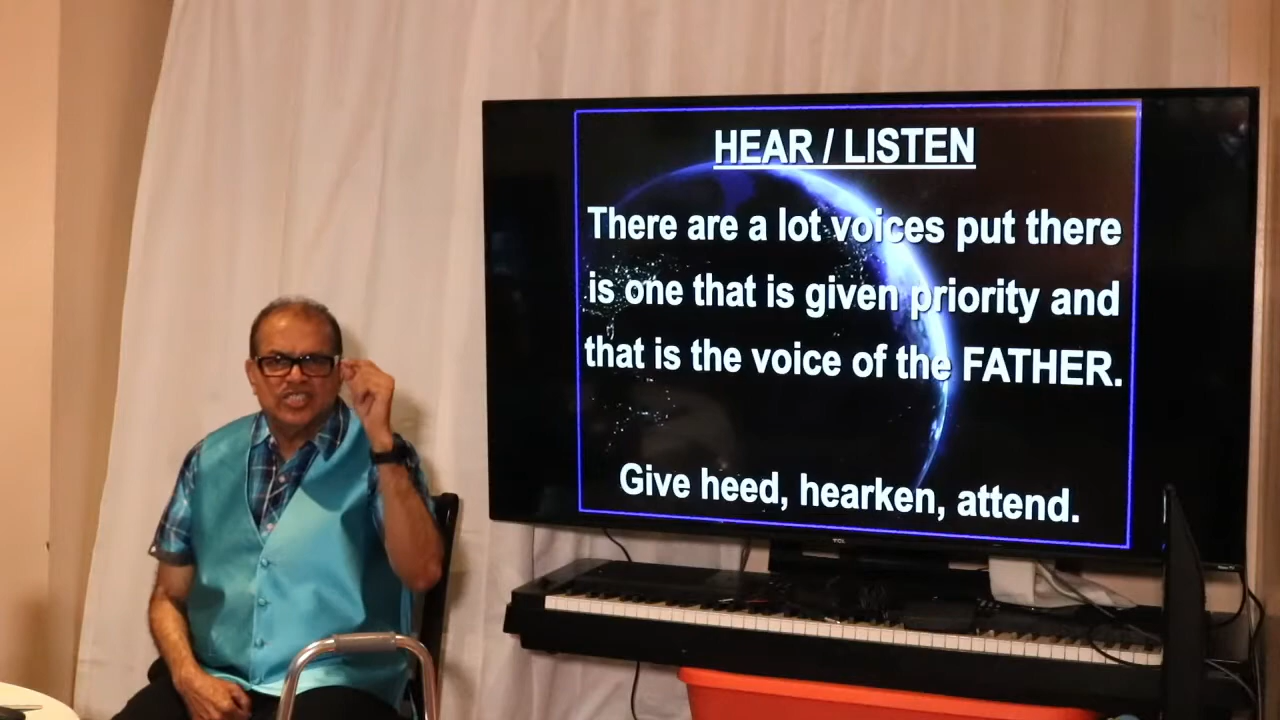 HEAR / LISTEN
There are a lot voices put there
is one that is given priority and
that is the voice of the FATHER.
Give heed, hearken, attend.
TCL